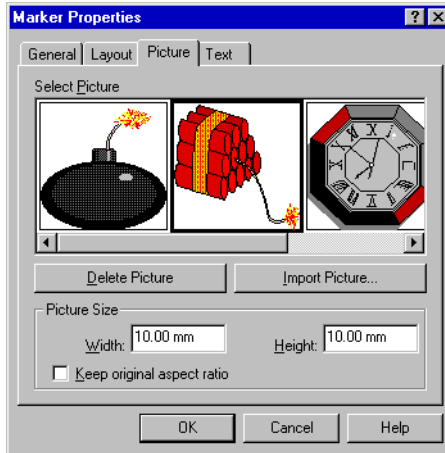 Marker Properties
General Layout Picture Text
Select Picture
Delete Picture Import Picture...
Picture Size
Width: 10.00 mm Height: 10.00 mm
Keep original aspect ratio
OK Cancel Help